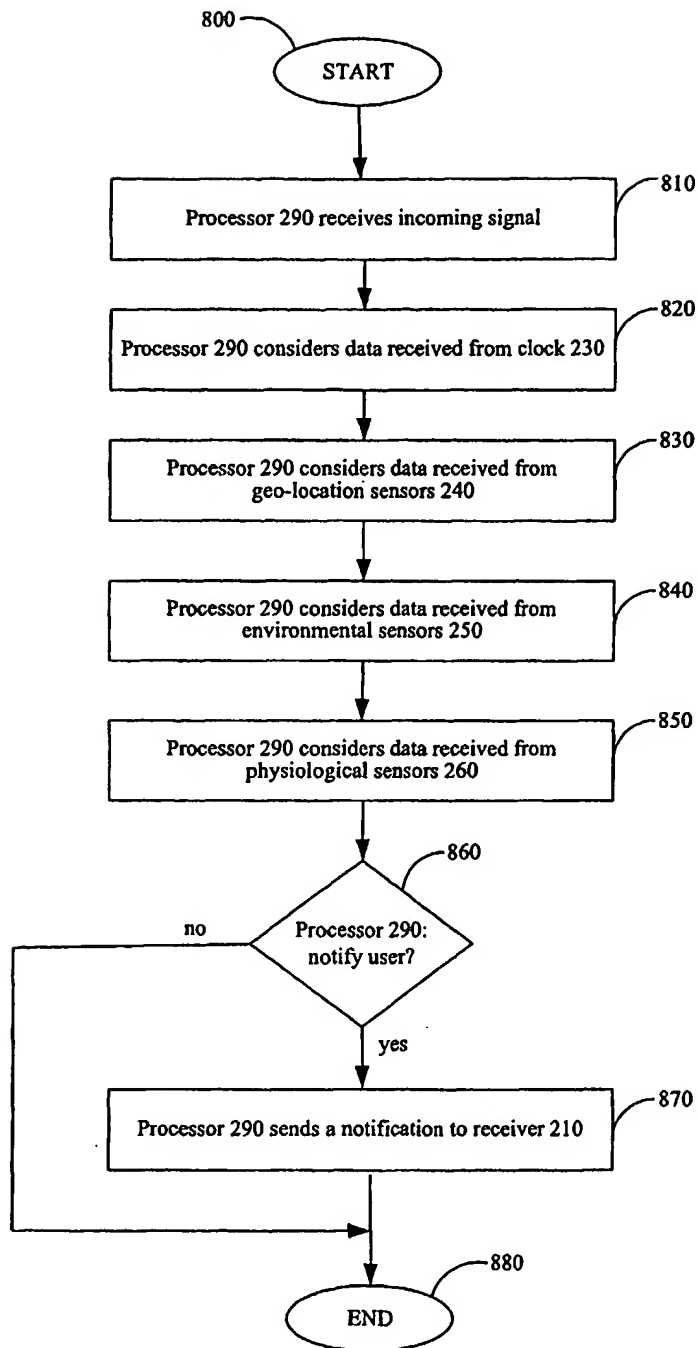 800
START
810
Processor 290 receives incoming signal
820
Processor 290 considers data received from clock 230
830
Processor 290 considers data received from
geo-location sensors 240
840
Processor 290 considers data received from
environmental sensors 250
850
Processor 290 considers data received from
physiological sensors 260
860
no
Processor 290:
notify user?
yes
870
Processor 290 sends a notification to receiver 210
880
END